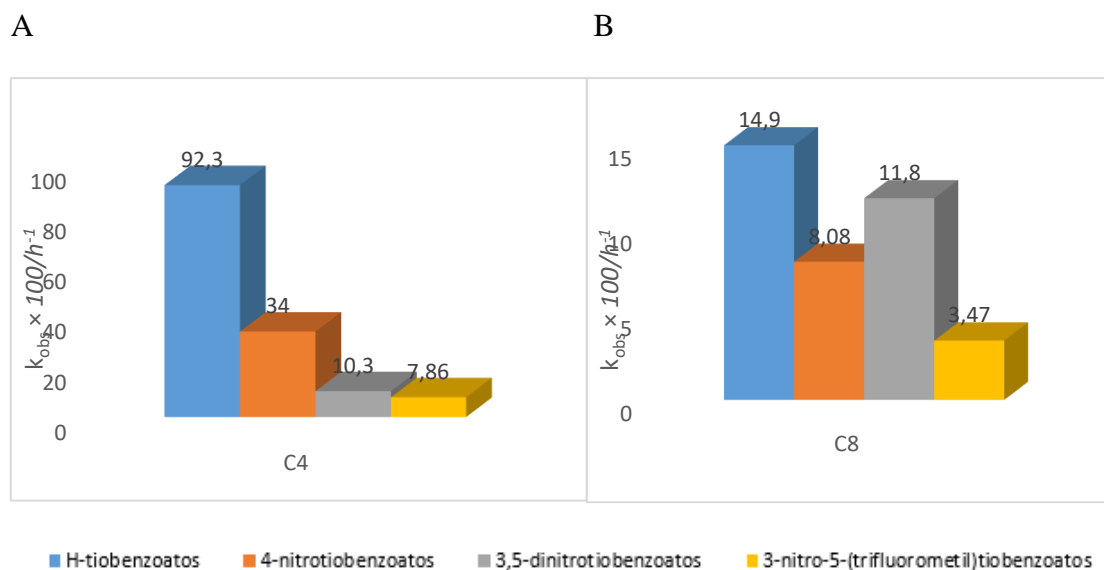 A
B
92,3
34
10,3
7,86
100
80
60
40
20
0
k_obs × 100/h⁻¹
C4
14,9
8,08
11,8
3,47
15
10
5
0
k_obs × 100/h⁻¹
C8
H-tiobenzoatos 4-nitrotiobenzoatos 3,5-dinitrotiobenzoatos 3-nitro-5-(trifluorometil)tiobenzoatos